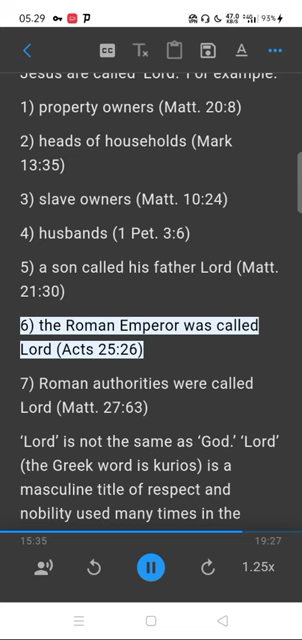 05:29
47.0
KB/S
93%
CC
A
Jesus are called 'Lord.' For example:
1) property owners (Matt. 20:8)
2) heads of households (Mark
13:35)
3) slave owners (Matt. 10:24)
4) husbands (1 Pet. 3:6)
5) a son called his father Lord (Matt.
21:30)
6) the Roman Emperor was called
Lord (Acts 25:26)
7) Roman authorities were called
Lord (Matt. 27:63)
‘Lord’ is not the same as ‘God.’ ‘Lord’
(the Greek word is kurios) is a
masculine title of respect and
nobility used many times in the
15:35
19:27
1.25x